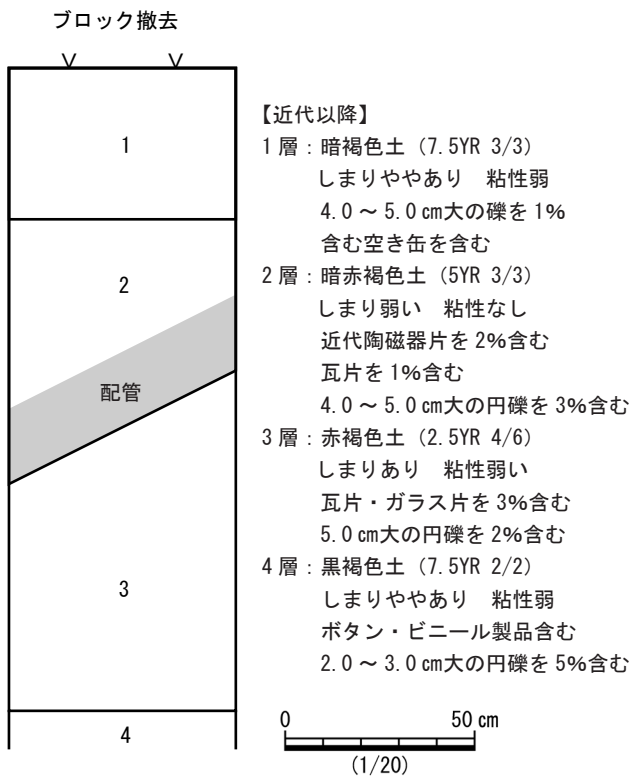 ブロック撤去
1
2
配管
3
4
【近代以降】
1層：暗褐色土（7.5YR 3/3）
しまりややあり　粘性弱
4.0～5.0㎝大の礫を1%
含む空き缶を含む
2層：暗赤褐色土（5YR 3/3）
しまり弱い　粘性なし
近代陶磁器片を2%含む
瓦片を1%含む
4.0～5.0㎝大の円礫を3%含む
3層：赤褐色土（2.5YR 4/6）
しまりあり　粘性弱い
瓦片・ガラス片を3%含む
5.0㎝大の円礫を2%含む
4層：黒褐色土（7.5YR 2/2）
しまりややあり　粘性弱
ボタン・ビニール製品含む
2.0～3.0㎝大の円礫を5%含む
0 50 cm
(1/20)